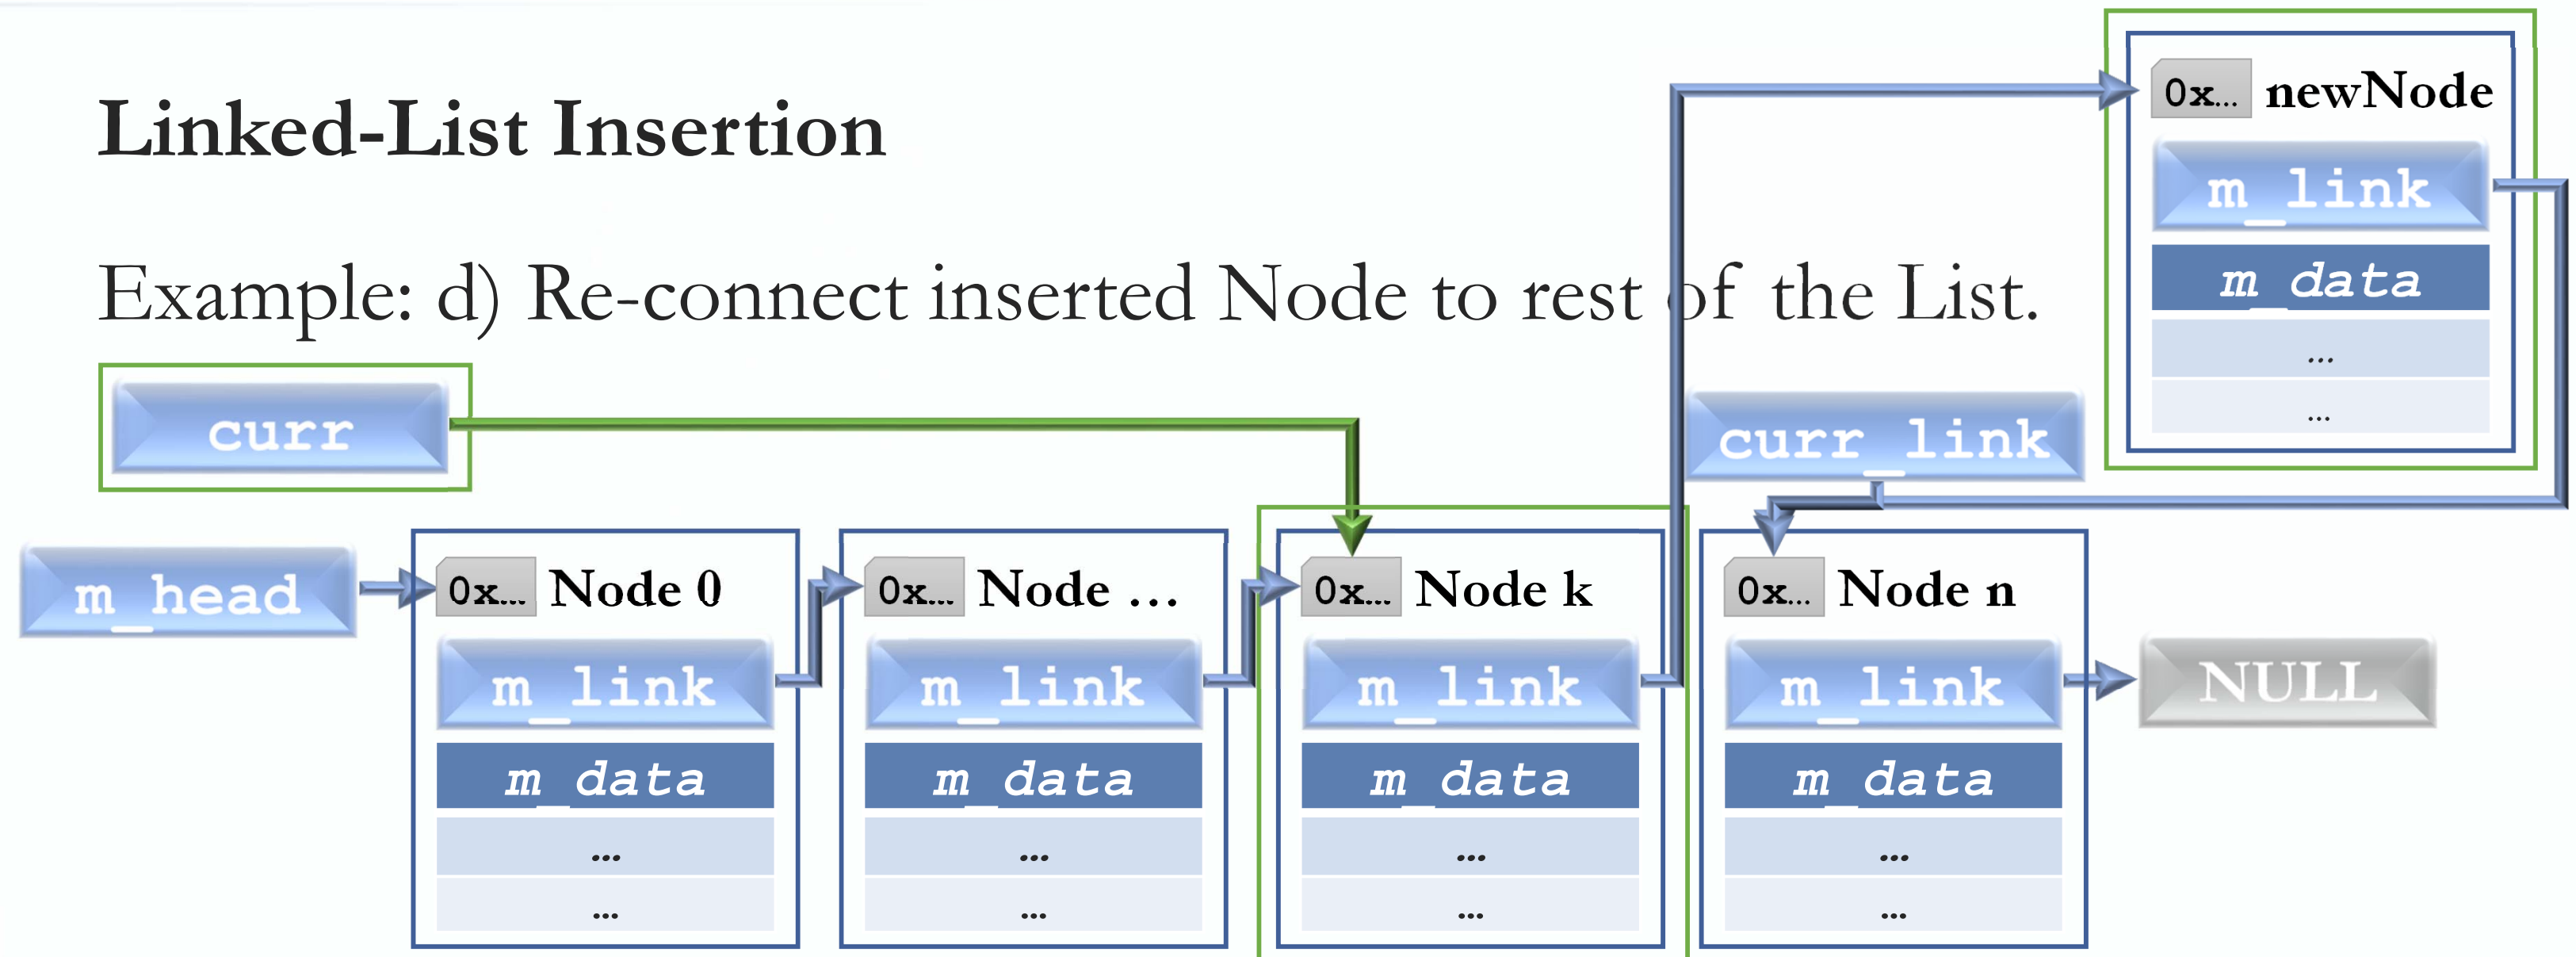 Linked-List Insertion
Example: d) Re-connect inserted Node to rest of the List.
0x... newNode
m_link
m_data
...
...
curr
curr_link
m_head
0x... Node 0
m_link
m_data
...
...
0x... Node ...
m_link
m_data
...
...
0x... Node k
m_link
m_data
...
...
0x... Node n
m_link
m_data
...
...
NULL